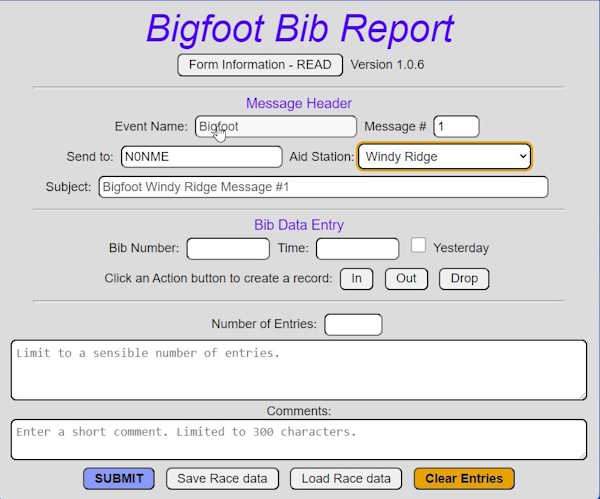 Bigfoot Bib Report
Form Information - READ Version 1.0.6
Message Header
Event Name: Bigfoot Message # 1
Send to: N0NME Aid Station: Windy Ridge
Subject: Bigfoot Windy Ridge Message #1
Bib Data Entry
Bib Number: Time: Yesterday
Click an Action button to create a record: In Out Drop
Number of Entries:
Limit to a sensible number of entries.
Comments:
Enter a short comment. Limited to 300 characters.
SUBMIT Save Race data Load Race data Clear Entries